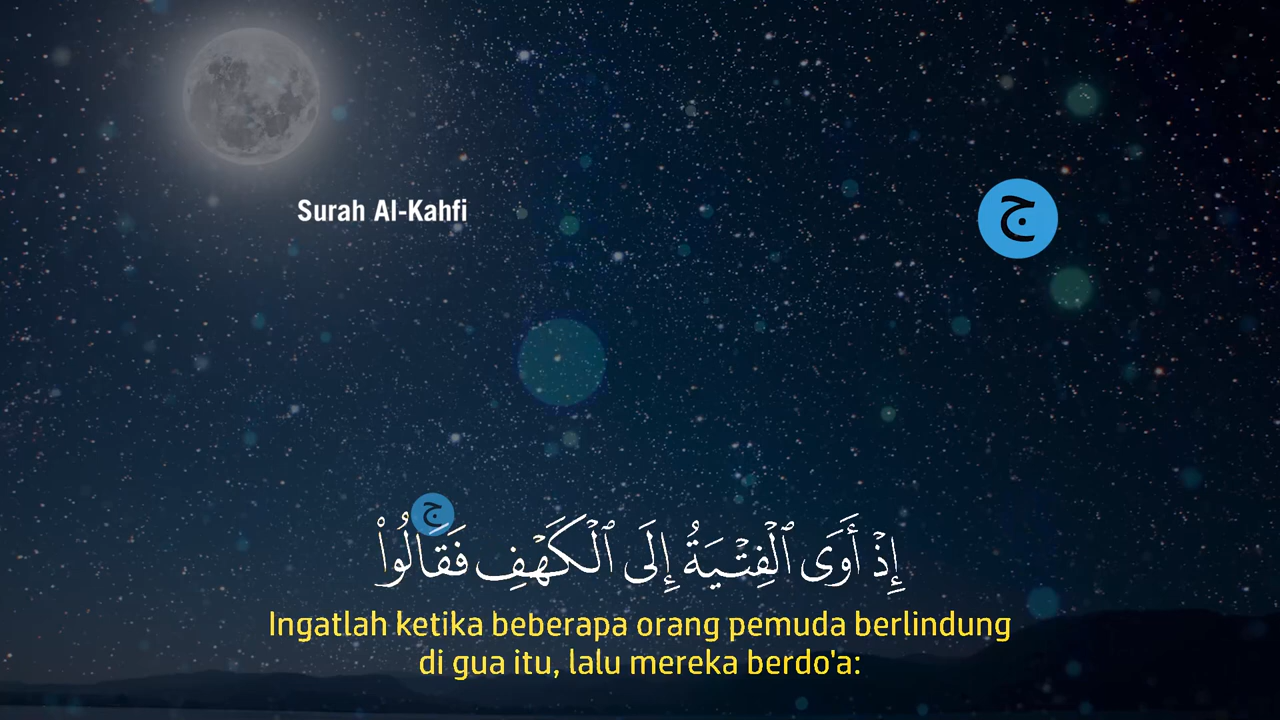 Surah Al-Kahfi
ج
ج
إِذْ أَوَى ٱلْفِتْيَةُ إِلَى ٱلْكَهْفِ فَقَالُوا۟
Ingatlah ketika beberapa orang pemuda berlindung
di gua itu, lalu mereka berdo'a: